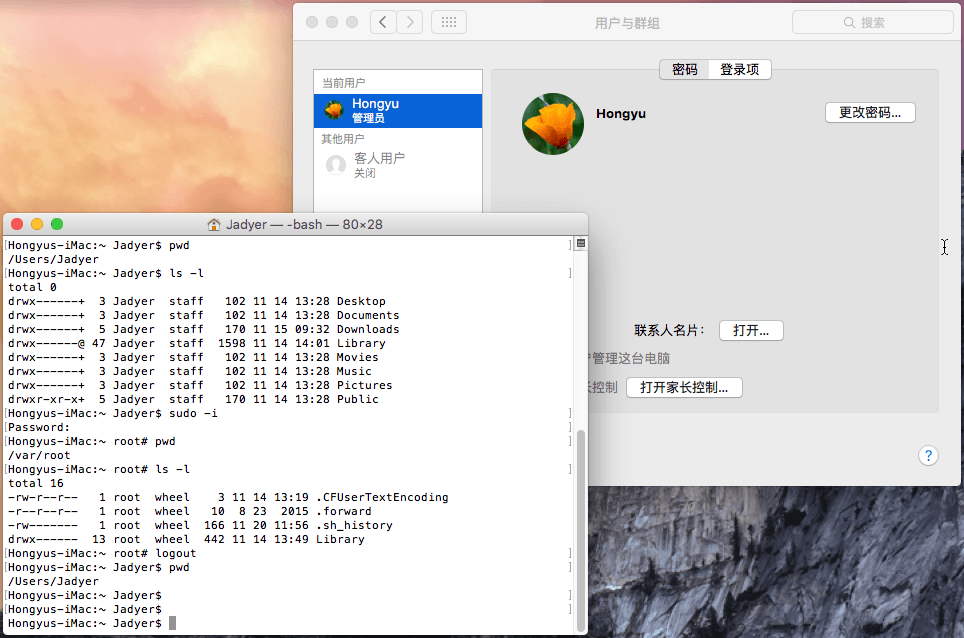 用户与群组
搜索
密码
登录项
当前用户
Hongyu
管理员
其他用户
客人用户
关闭
Hongyu
更改密码...
联系人名片：
打开...
管理这台电脑
控制
打开家长控制...
?
Jadyer — -bash — 80×28
[Hongyus-iMac:~ Jadyer$ pwd ]
/Users/Jadyer
[Hongyus-iMac:~ Jadyer$ ls -l ]
total 0
drwx------+  3 Jadyer  staff   102 11 14 13:28 Desktop
drwx------+  3 Jadyer  staff   102 11 14 13:28 Documents
drwx------+  5 Jadyer  staff   170 11 15 09:32 Downloads
drwx------@ 47 Jadyer  staff  1598 11 14 14:01 Library
drwx------+  3 Jadyer  staff   102 11 14 13:28 Movies
drwx------+  3 Jadyer  staff   102 11 14 13:28 Music
drwx------+  3 Jadyer  staff   102 11 14 13:28 Pictures
drwxr-xr-x+  5 Jadyer  staff   170 11 14 13:28 Public
[Hongyus-iMac:~ Jadyer$ sudo -i ]
[Password: ]
[Hongyus-iMac:~ root# pwd ]
/var/root
[Hongyus-iMac:~ root# ls -l ]
total 16
-rw-r--r--   1 root  wheel    3 11 14 13:19 .CFUserTextEncoding
-r--r--r--   1 root  wheel   10  8 23  2015 .forward
-rw-------   1 root  wheel  166 11 20 11:56 .sh_history
drwx------  13 root  wheel  442 11 14 13:49 Library
[Hongyus-iMac:~ root# logout ]
[Hongyus-iMac:~ Jadyer$ pwd ]
/Users/Jadyer
[Hongyus-iMac:~ Jadyer$ ]
[Hongyus-iMac:~ Jadyer$ ]
Hongyus-iMac:~ Jadyer$